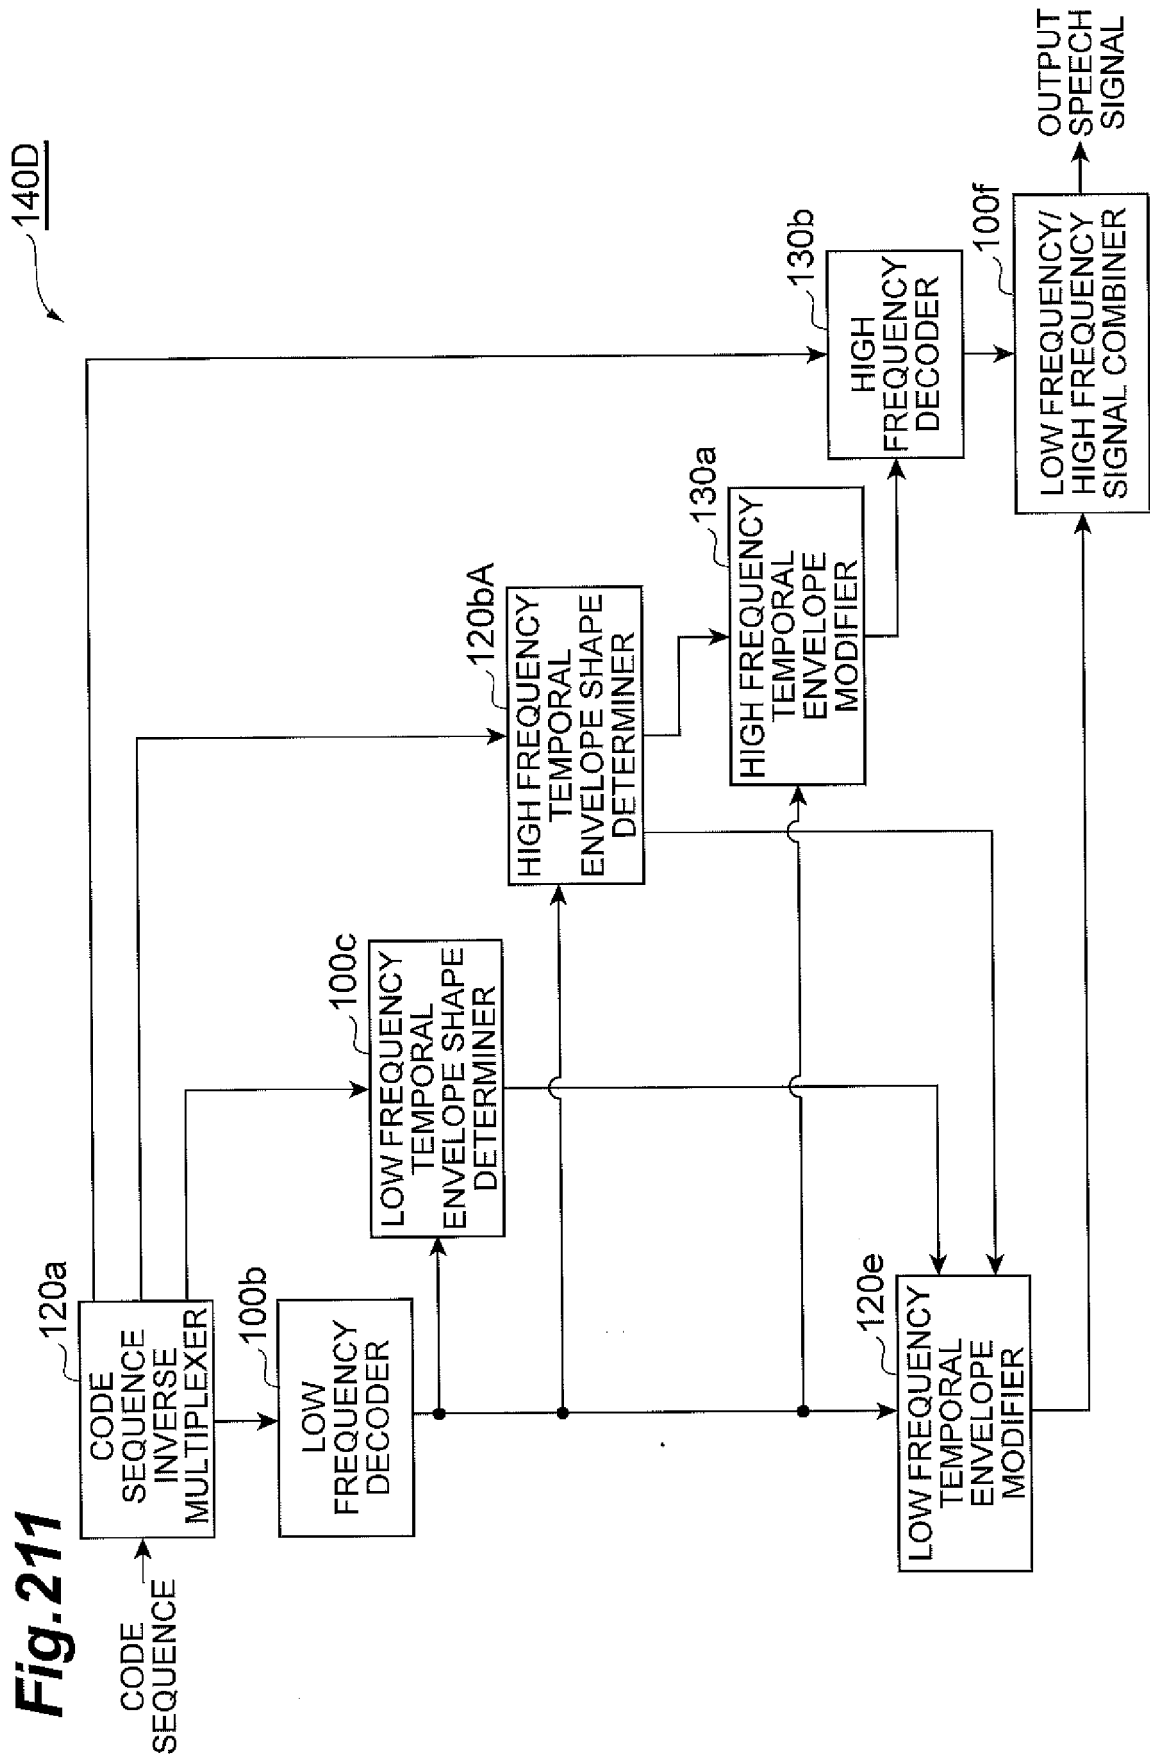 Fig.211
140D
CODE
SEQUENCE
120a
CODE
SEQUENCE
INVERSE
MULTIPLEXER
100b
LOW
FREQUENCY
DECODER
100c
LOW FREQUENCY
TEMPORAL
ENVELOPE SHAPE
DETERMINER
120bA
HIGH FREQUENCY
TEMPORAL
ENVELOPE SHAPE
DETERMINER
130a
HIGH FREQUENCY
TEMPORAL
ENVELOPE
MODIFIER
130b
HIGH
FREQUENCY
DECODER
120e
LOW FREQUENCY
TEMPORAL
ENVELOPE
MODIFIER
100f
LOW FREQUENCY/
HIGH FREQUENCY
SIGNAL COMBINER
OUTPUT
SPEECH
SIGNAL